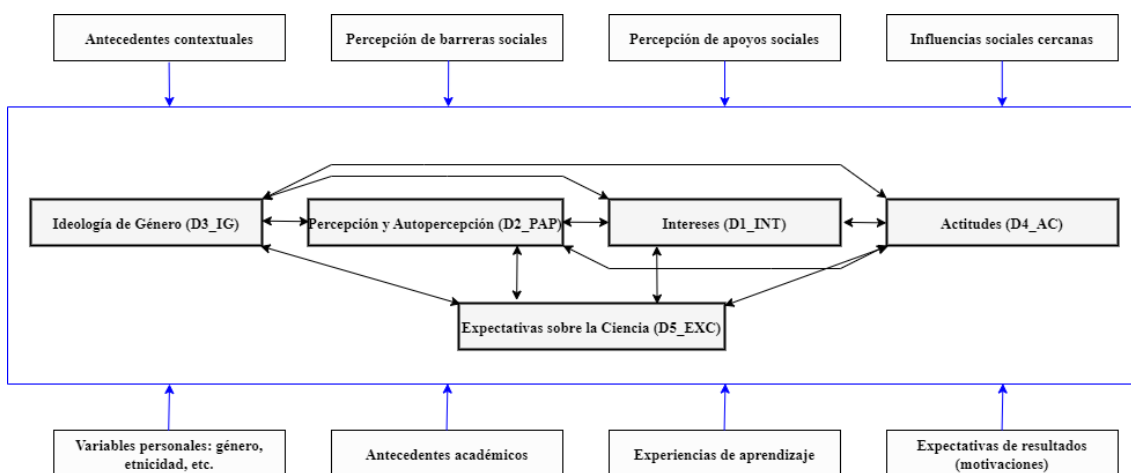 Antecedentes contextuales
Percepción de barreras sociales
Percepción de apoyos sociales
Influencias sociales cercanas
Ideología de Género (D3_IG)
Percepción y Autopercepción (D2_PAP)
Intereses (D1_INT)
Actitudes (D4_AC)
Expectativas sobre la Ciencia (D5_EXC)
Variables personales: género,
etnicidad, etc.
Antecedentes académicos
Experiencias de aprendizaje
Expectativas de resultados
(motivaciones)